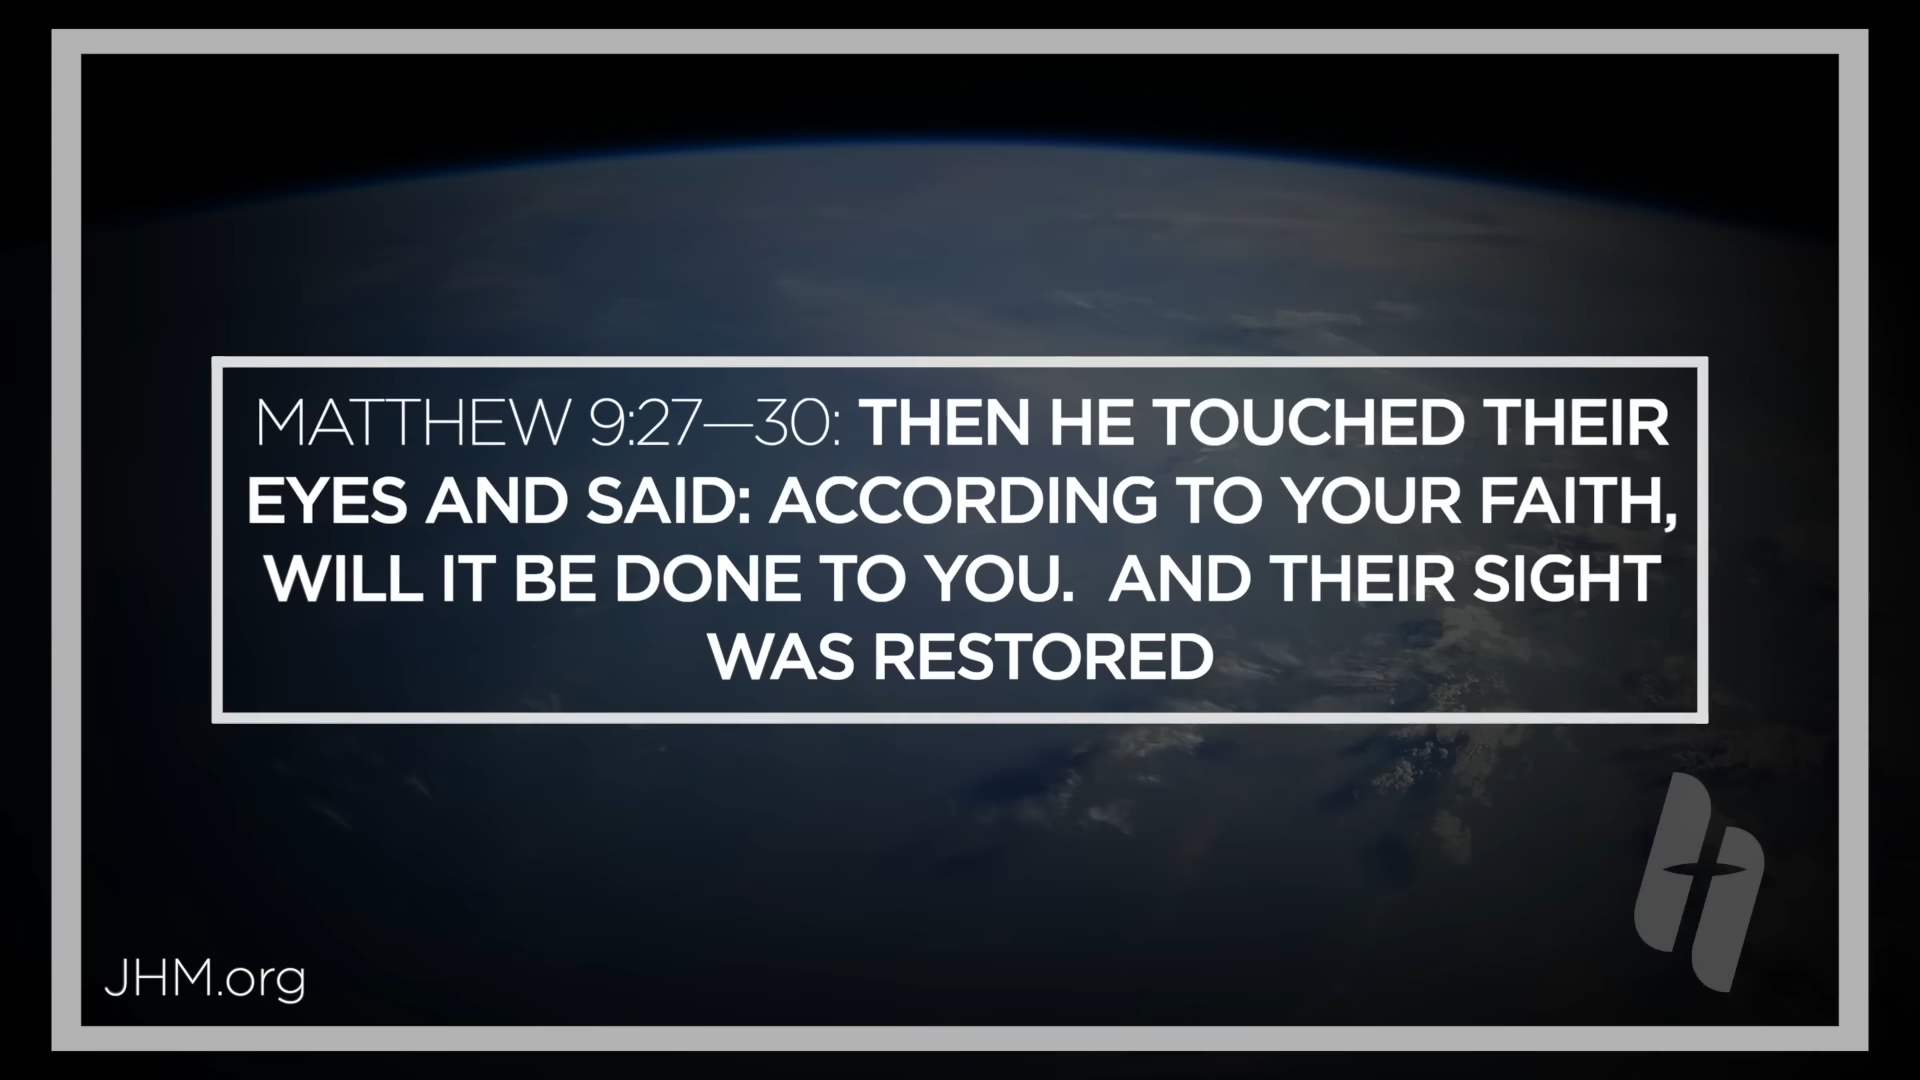 MATTHEW 9:27—30: THEN HE TOUCHED THEIR
EYES AND SAID: ACCORDING TO YOUR FAITH,
WILL IT BE DONE TO YOU.  AND THEIR SIGHT
WAS RESTORED
JHM.org